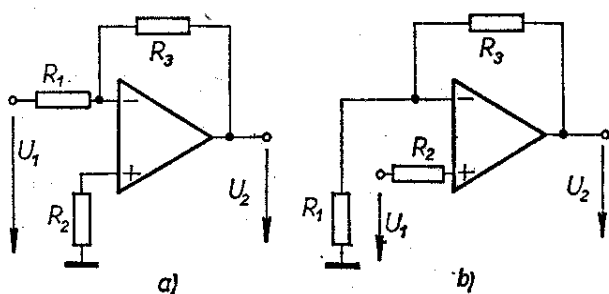 R₃
R₁
−
+
U₁
R₂
U₂
a)
R₃
−
R₂
+
R₁
U₁
U₂
b)